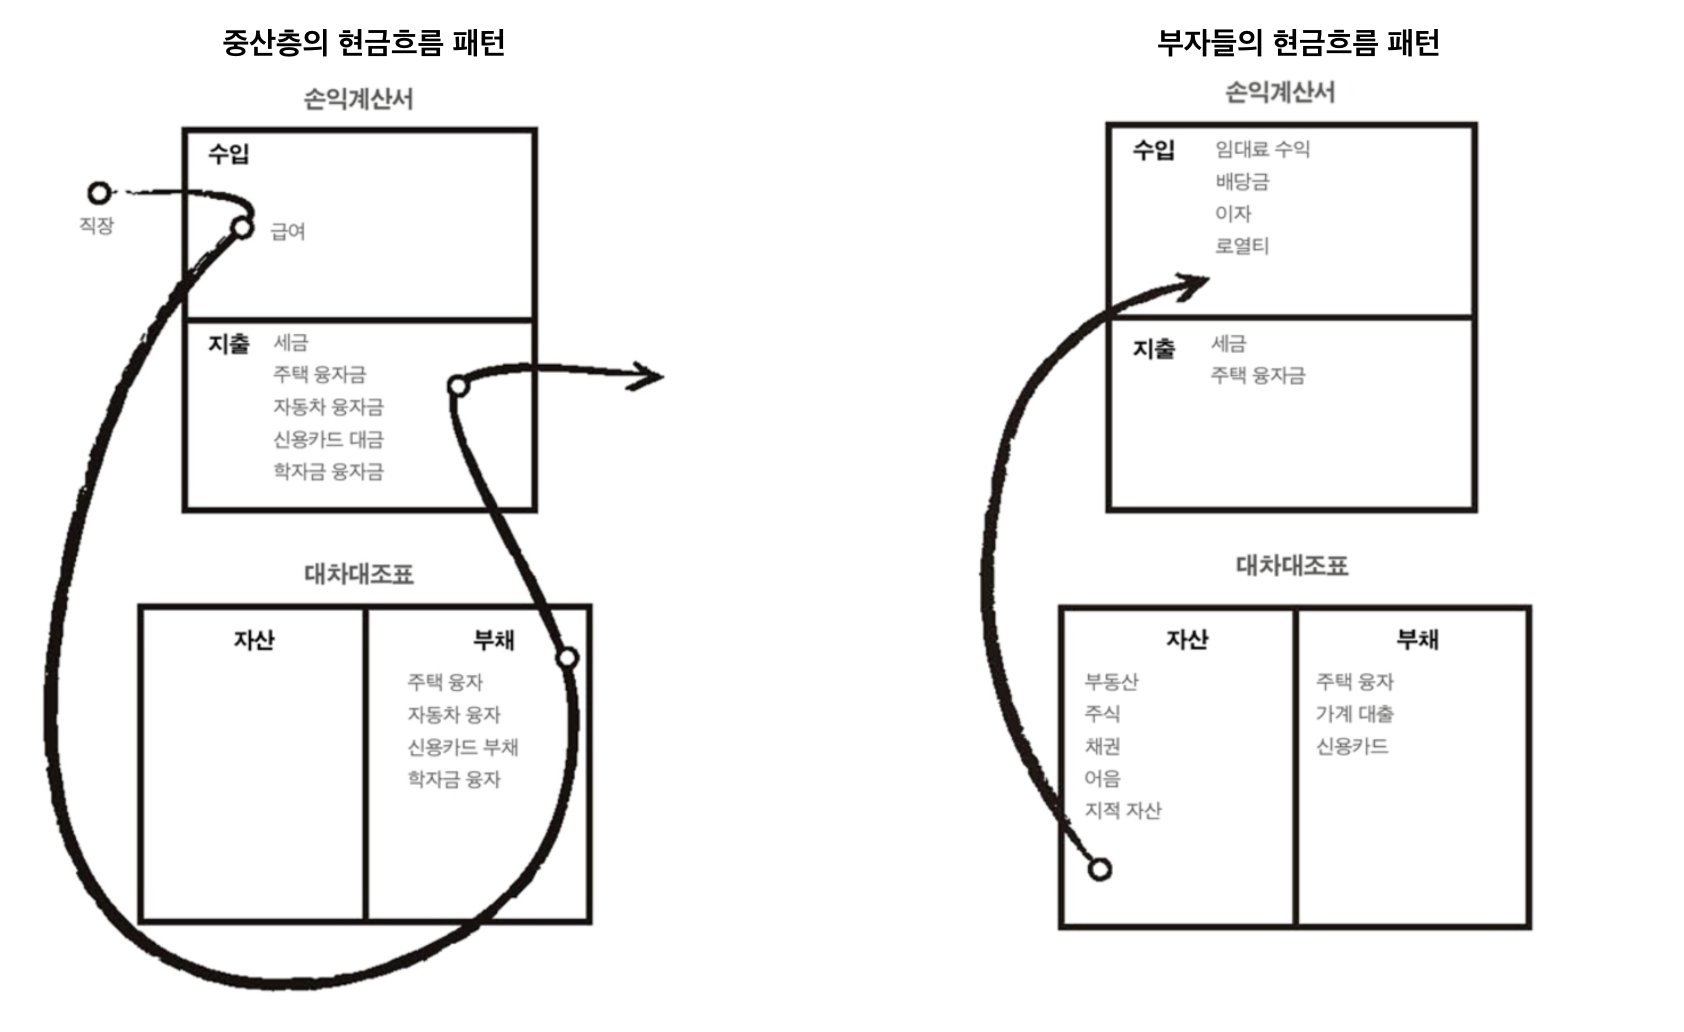 중산층의 현금흐름 패턴
손익계산서
수입
직장
급여
지출
세금
주택 융자금
자동차 융자금
신용카드 대금
학자금 융자금
대차대조표
자산
부채
주택 융자
자동차 융자
신용카드 부채
학자금 융자
부자들의 현금흐름 패턴
손익계산서
수입
임대료 수익
배당금
이자
로열티
지출
세금
주택 융자금
대차대조표
자산
부동산
주식
채권
어음
지적 자산
부채
주택 융자
가계 대출
신용카드